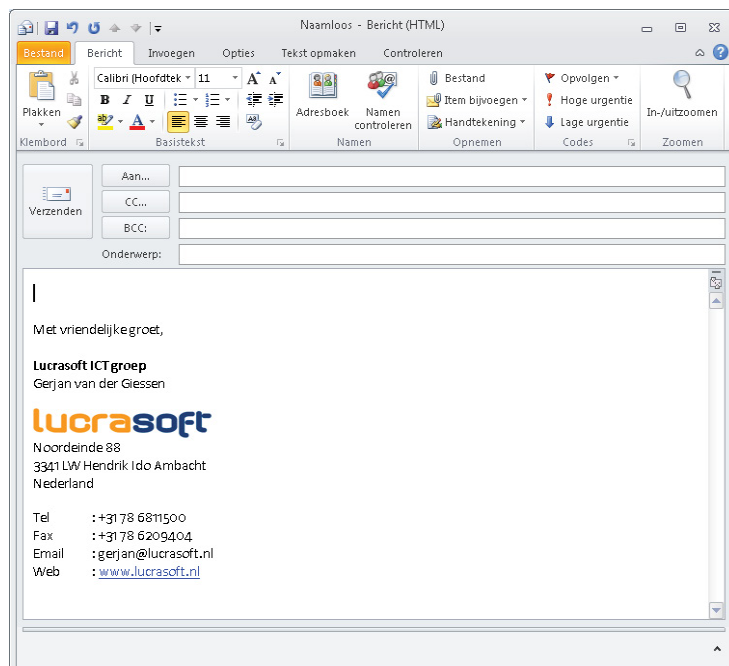 Naamloos - Bericht (HTML)
Bestand Bericht Invoegen Opties Tekst opmaken Controleren
Plakken
Klembord
Calibri (Hoofdtek 11 A A
B I U
ab A
Basistekst
Adresboek Namen controleren
Namen
Bestand
Item bijvoegen
Handtekening
Opnemen
Opvolgen
Hoge urgentie
Lage urgentie
Codes
In-/uitzoomen
Zoomen
Verzenden
Aan...
CC...
BCC:
Onderwerp:
Met vriendelijke groet,
Lucrasoft ICT groep
Gerjan van der Giessen
lucrasoft
Noordeinde 88
3341 LW Hendrik Ido Ambacht
Nederland
Tel : +31 78 6811500
Fax : +31 78 6209404
Email : gerjan@lucrasoft.nl
Web : www.lucrasoft.nl